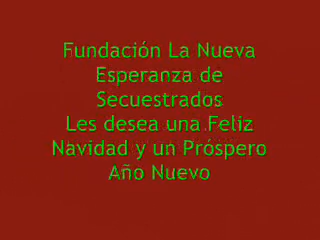 Fundación La Nueva
Esperanza de
Secuestrados
Les desea una Feliz
Navidad y un Próspero
Año Nuevo